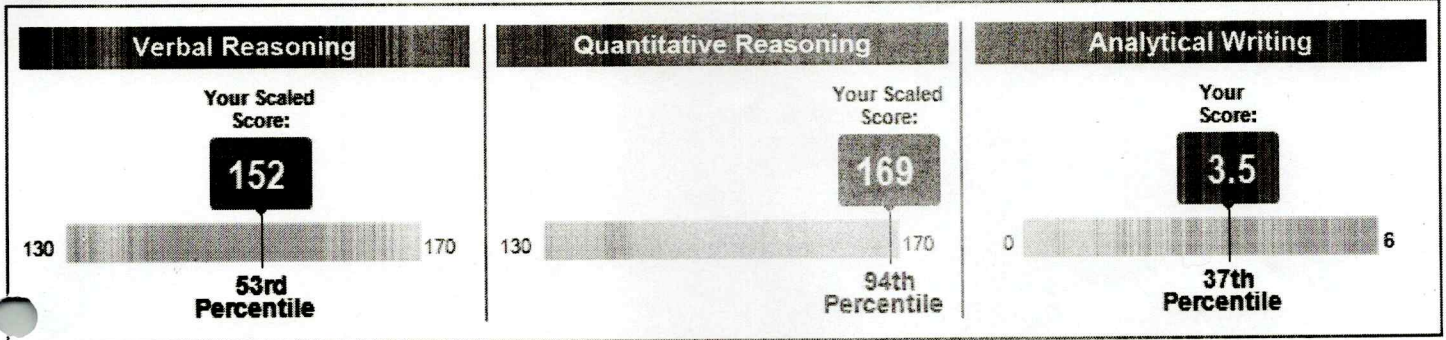 Verbal Reasoning
Your Scaled
Score:
152
130
170
53rd
Percentile
Quantitative Reasoning
Your Scaled
Score:
169
130
170
94th
Percentile
Analytical Writing
Your
Score:
3.5
0
6
37th
Percentile